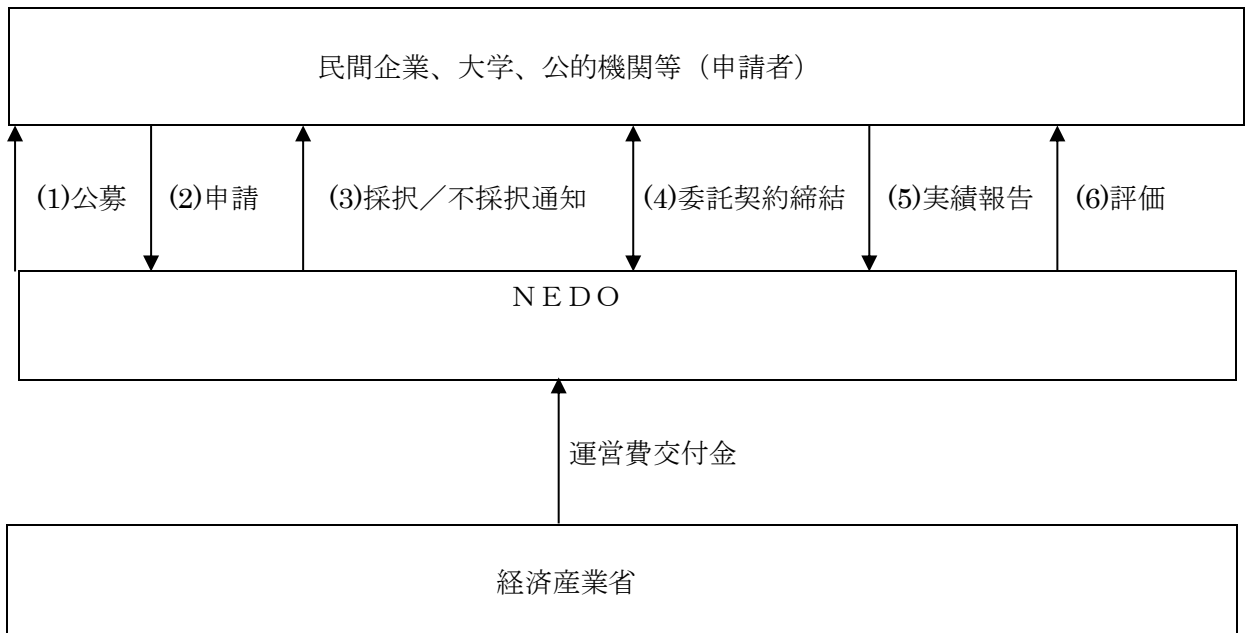 民間企業、大学、公的機関等（申請者）
(1)公募
(2)申請
(3)採択／不採択通知
(4)委託契約締結
(5)実績報告
(6)評価
ＮＥＤＯ
運営費交付金
経済産業省